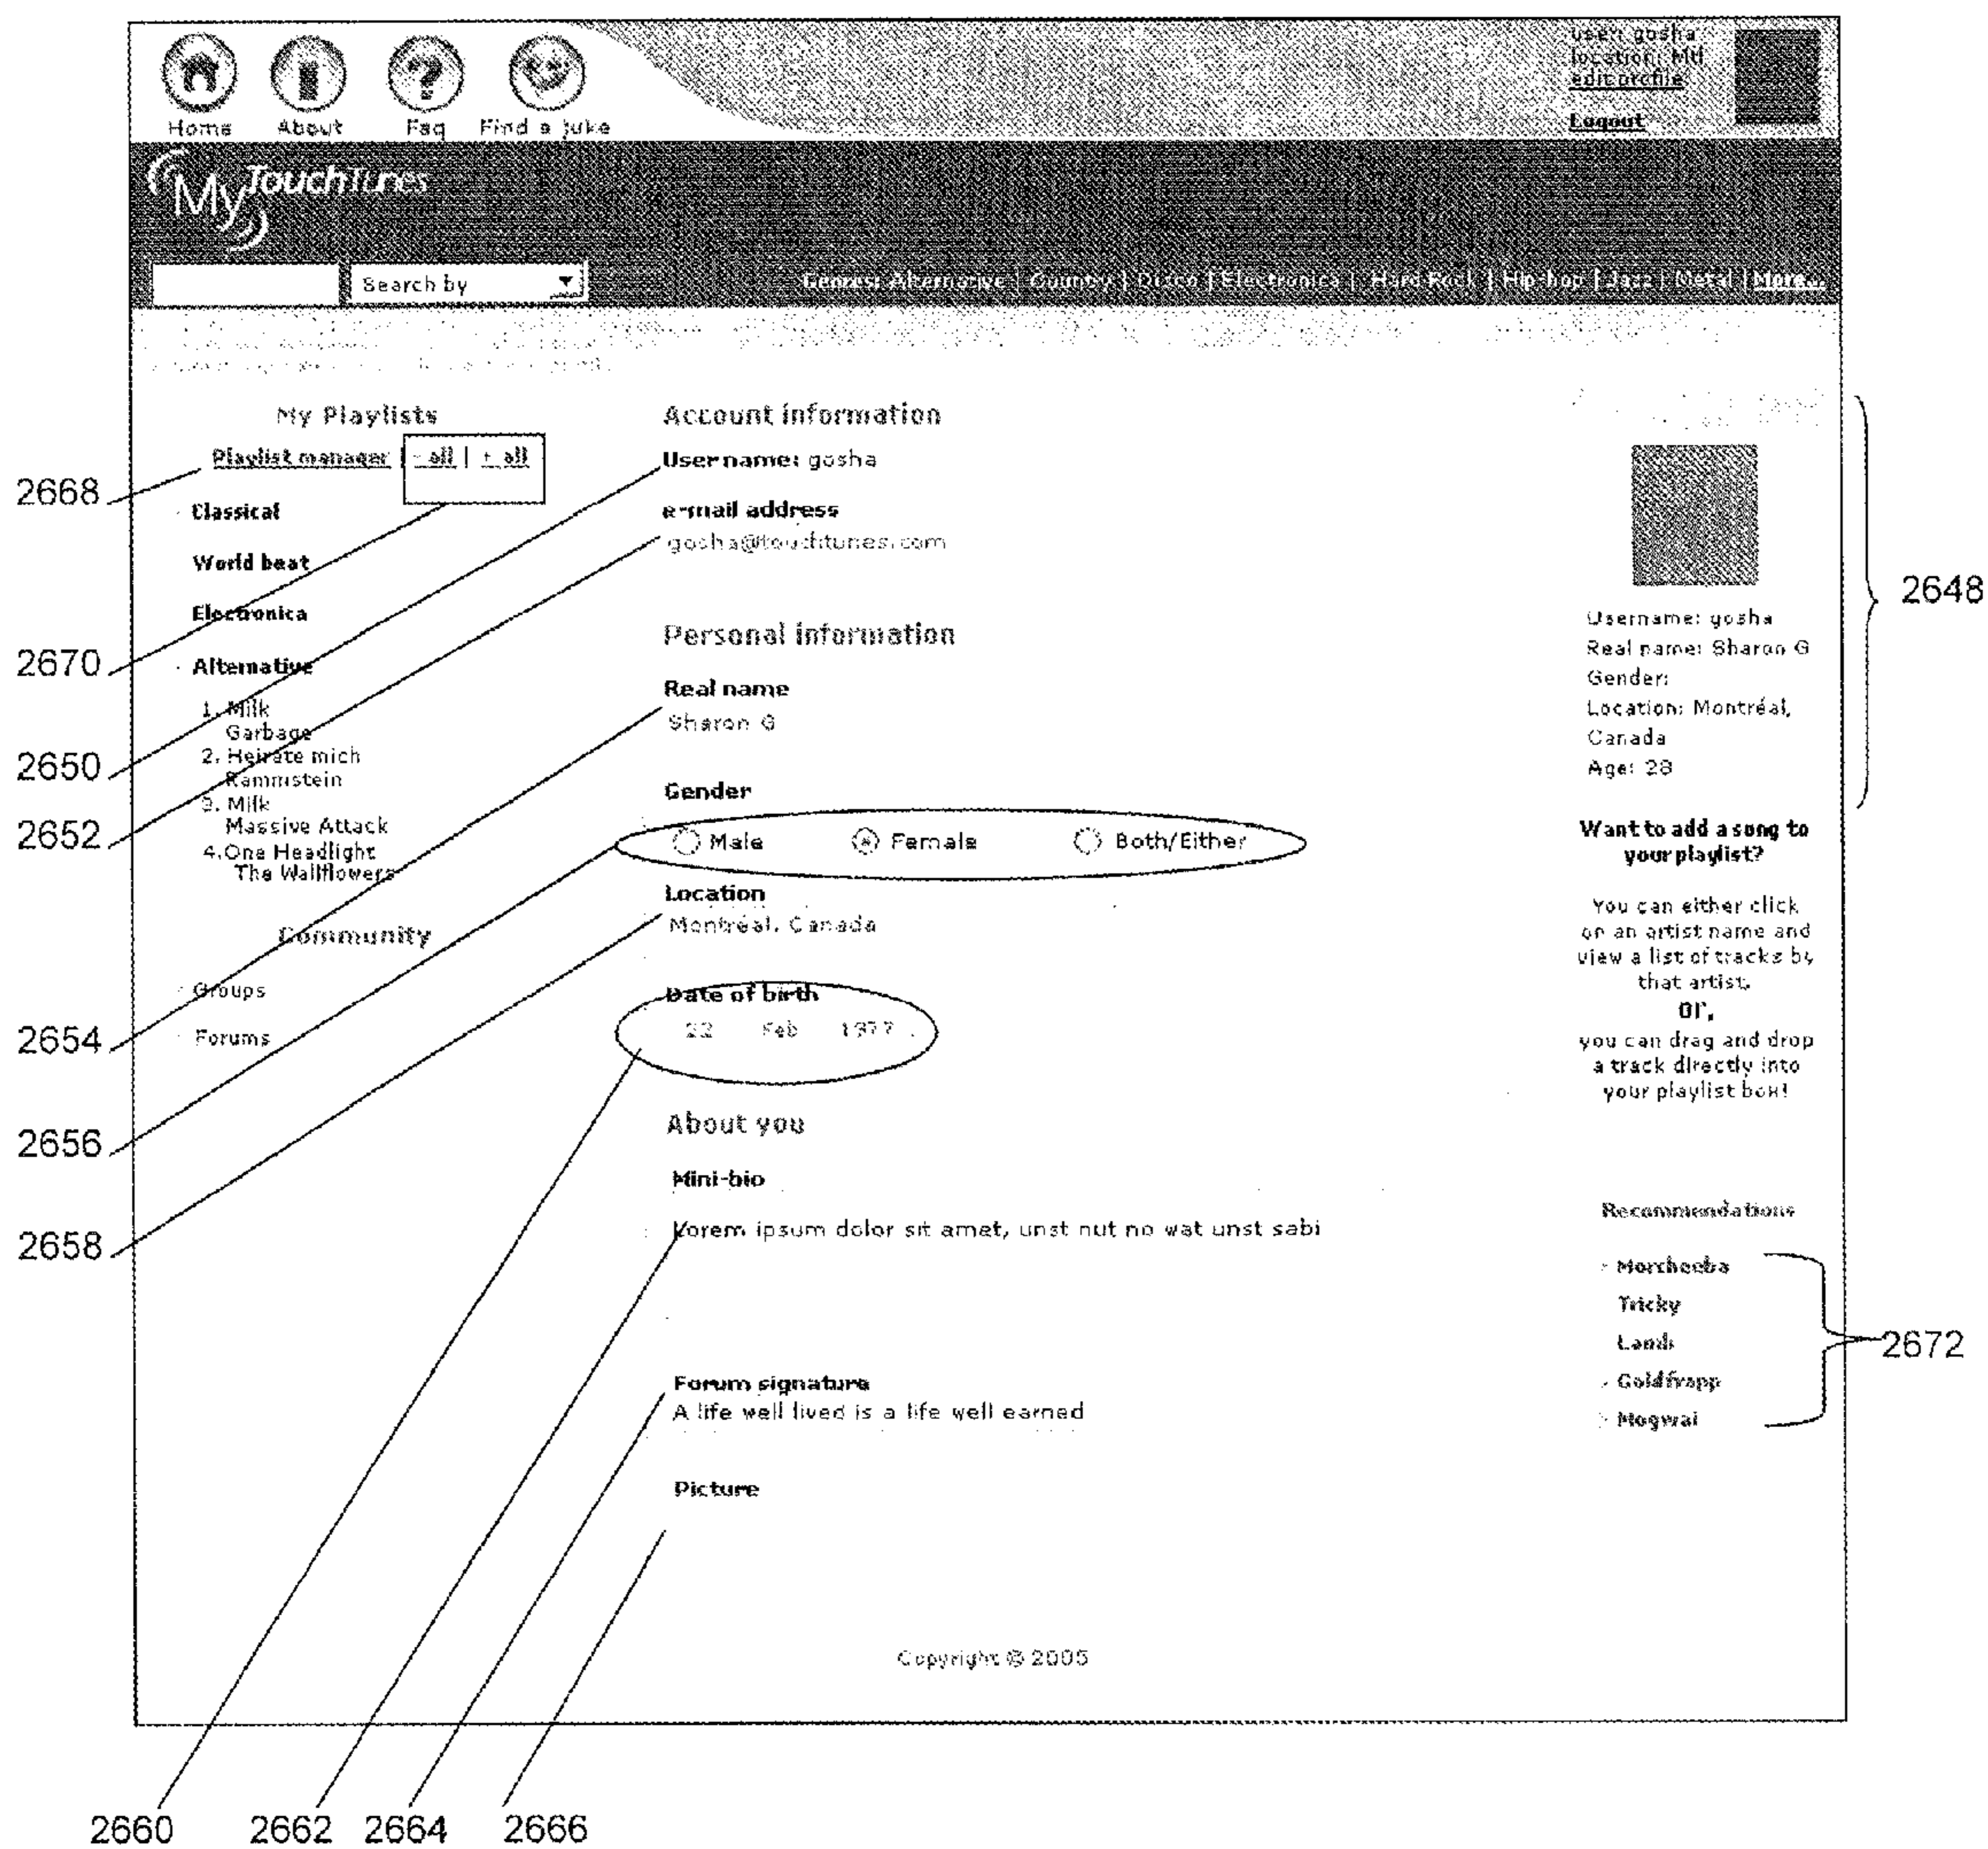 Home About Faq Find a juke
user: gosha
location: Mtl
edit profile
Logout
My TouchTunes
Search by
Genres: Alternative | Country | Disco | Electronica | Hard Rock | Hip-hop | Jazz | Metal | More...
My Playlists
Playlist manager | - all | + all
Classical
World beat
Electronica
Alternative
1. Milk
Garbage
2. Heirate mich
Rammstein
3. Milk
Massive Attack
4. One Headlight
The Wallflowers
Community
Groups
Forums
Account information
Username: gosha
e-mail address
gosha@touchtunes.com
Personal information
Real name
Sharon G
Gender
Male Female Both/Either
Location
Montréal, Canada
Date of birth
22 Feb 1977
About you
Mini-bio
Lorem ipsum dolor sit amet, unst nut no wat unst sabi
Forum signature
A life well lived is a life well earned
Picture
Username: gosha
Real name: Sharon G
Gender:
Location: Montréal,
Canada
Age: 28
Want to add a song to
your playlist?
You can either click
on an artist name and
view a list of tracks by
that artist.
or,
you can drag and drop
a track directly into
your playlist box!
Recommendations
Morcheeba
Tricky
Lamb
Goldfrapp
Mogwai
Copyright © 2005
2668
2670
2650
2652
2654
2656
2658
2648
2672
2660 2662 2664 2666